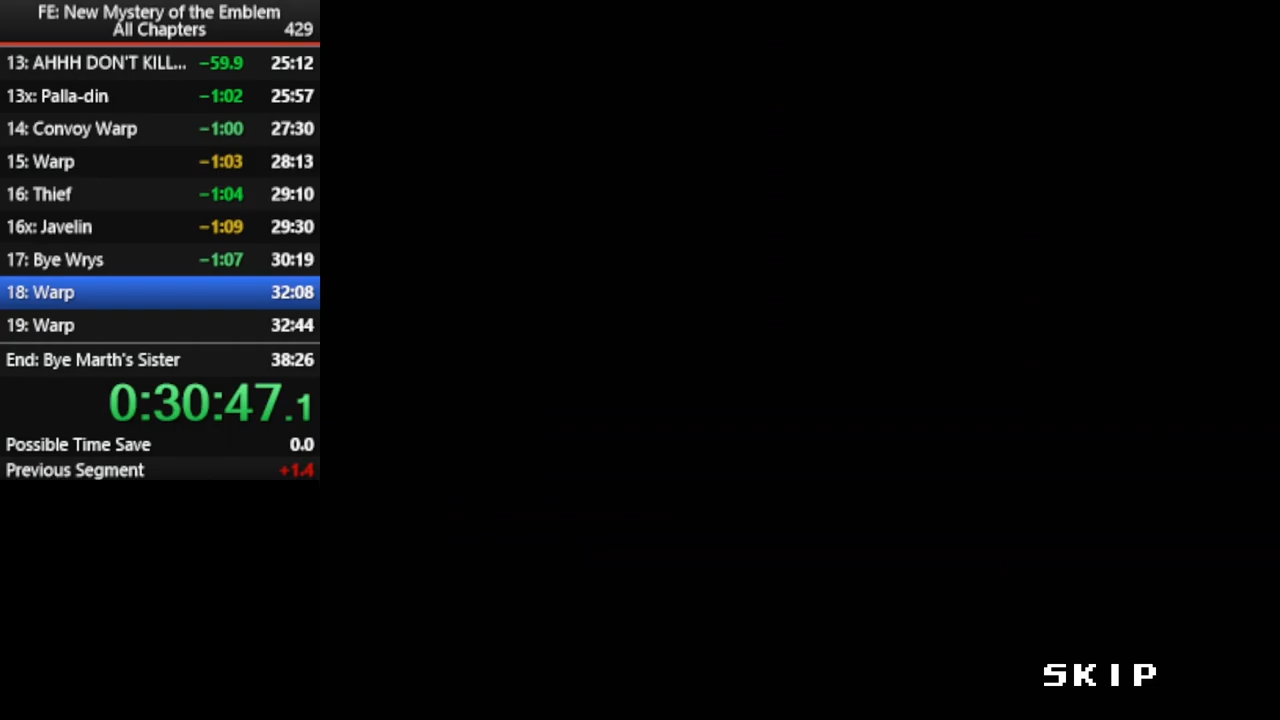 FE: New Mystery of the Emblem
All Chapters 429
13: AHHH DON'T KILL... −59.9 25:12
13x: Palla-din −1:02 25:57
14: Convoy Warp −1:00 27:30
15: Warp −1:03 28:13
16: Thief −1:04 29:10
16x: Javelin −1:09 29:30
17: Bye Wrys −1:07 30:19
18: Warp 32:08
19: Warp 32:44
End: Bye Marth's Sister 38:26
0:30:47.1
Possible Time Save 0.0
Previous Segment +1.4
SKIP